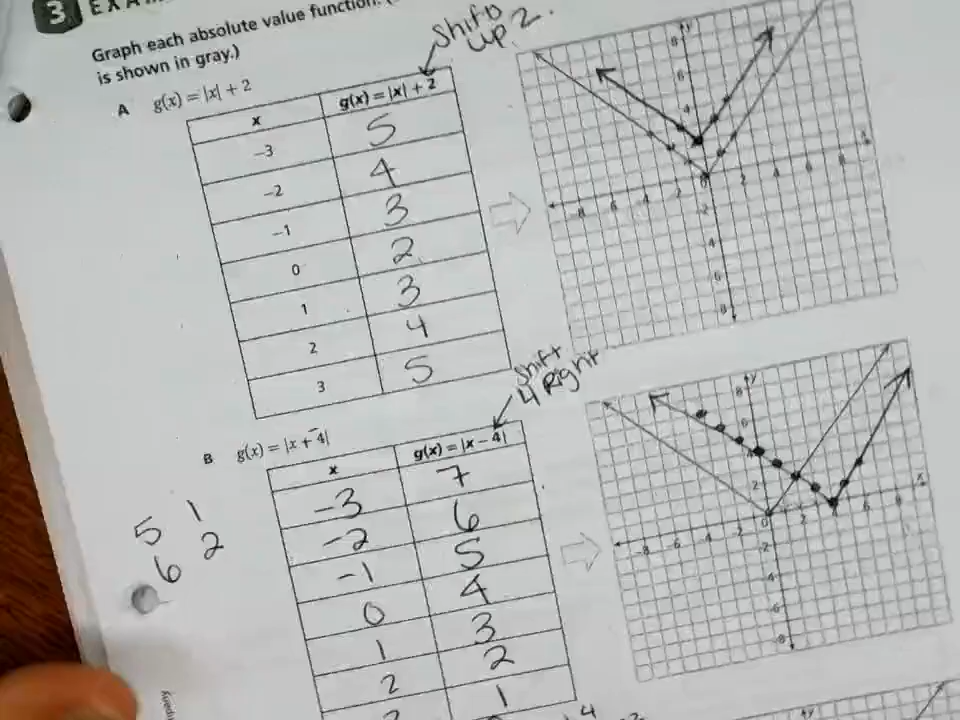 3
Graph each absolute value function.
is shown in gray.)
Shift
up 2.
A g(x) = |x| + 2
x g(x) = |x| + 2
-3 5
-2 4
-1 3
0 2
1 3
2 4
3 5
Shift
4 Right
B g(x) = |x + -4|
x g(x) = |x - 4|
-3 7
-2 6
-1 5
0 4
1 3
2 2
1
5 1
6 2